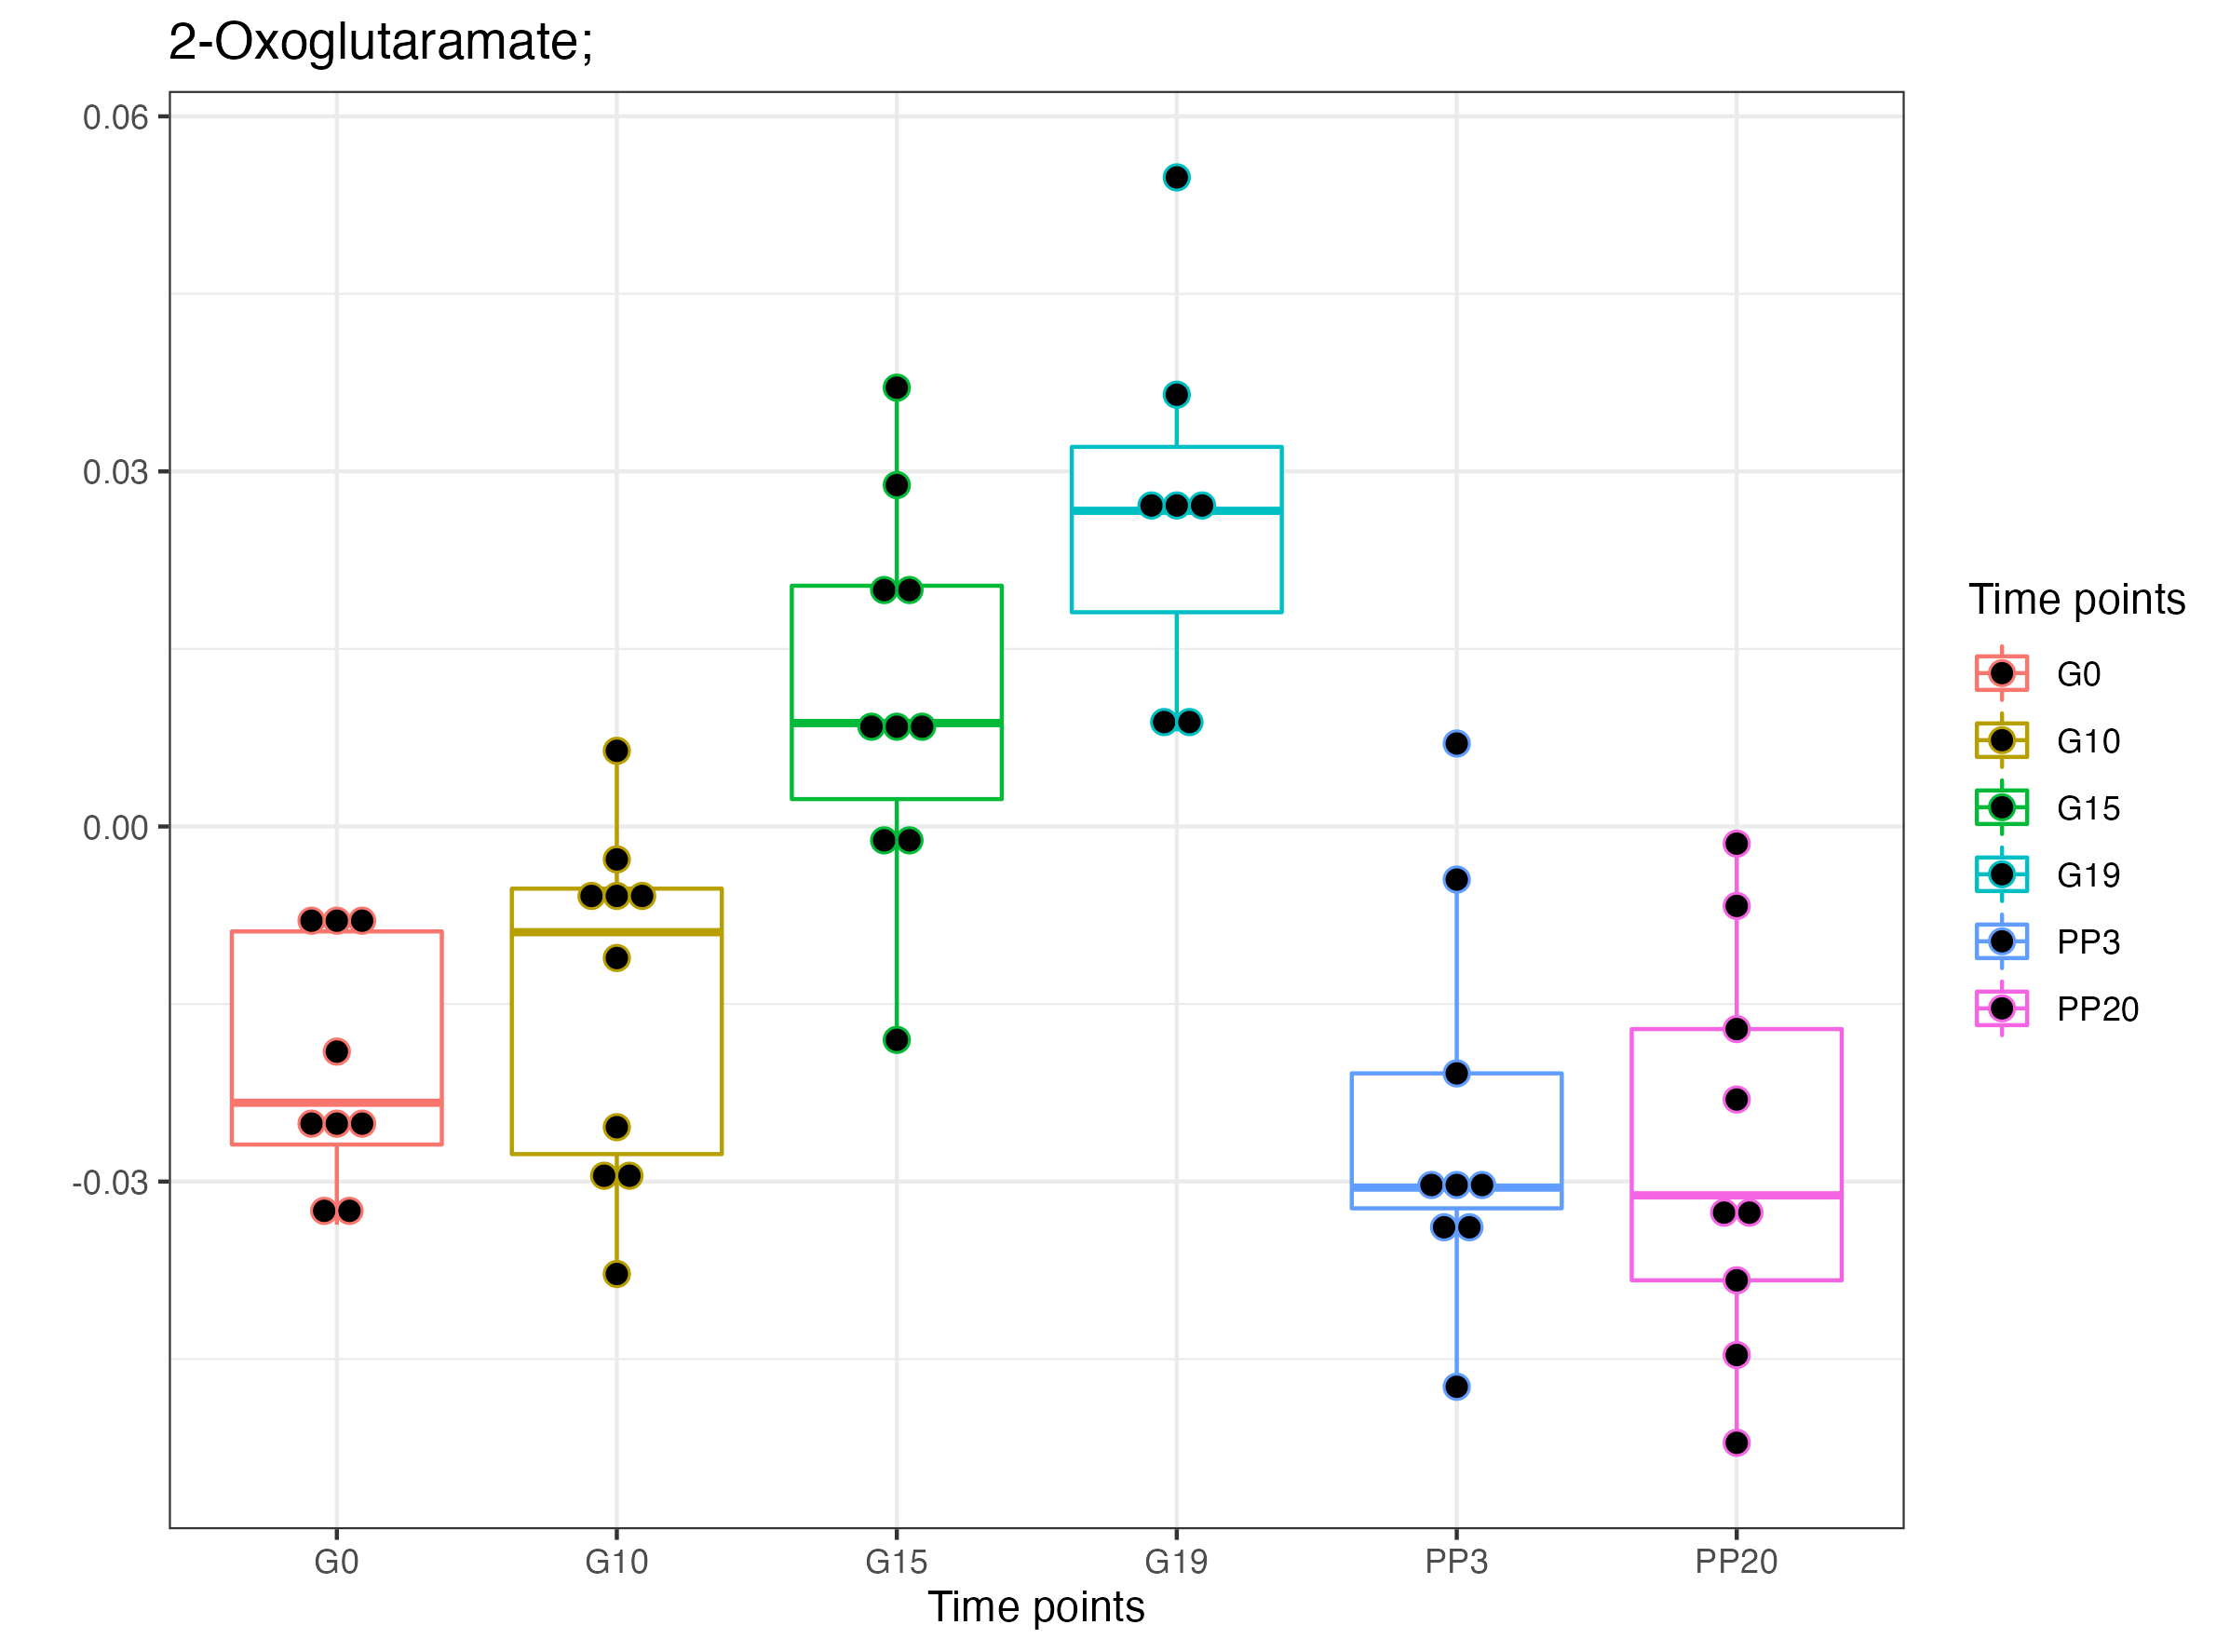 2-Oxoglutaramate;
0.06
0.03
0.00
-0.03
G0
G10
G15
G19
PP3
PP20
Time points
Time points
G0
G10
G15
G19
PP3
PP20